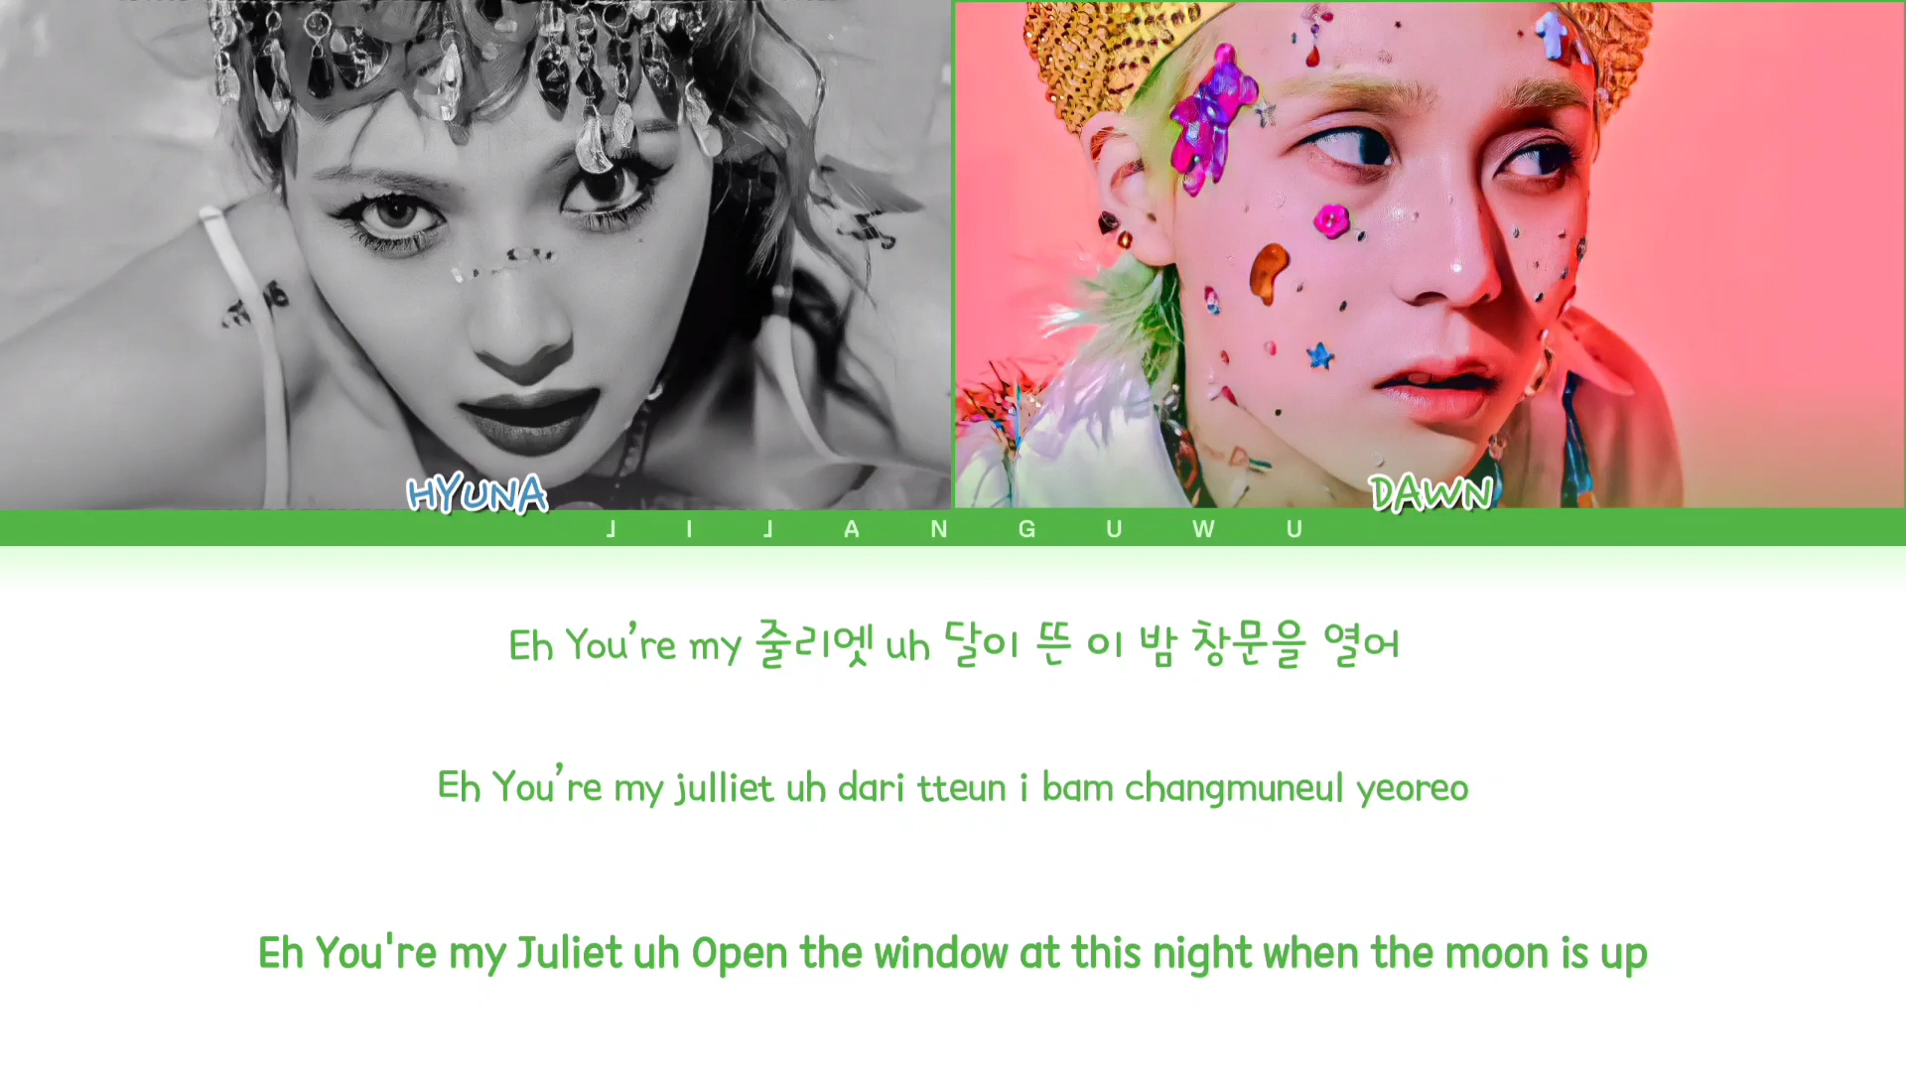 HYUNA
DAWN
JIJANGUWU
Eh You’re my 줄리엣 uh 달이 뜬 이 밤 창문을 열어
Eh You’re my julliet uh dari tteun i bam changmuneul yeoreo
Eh You're my Juliet uh Open the window at this night when the moon is up